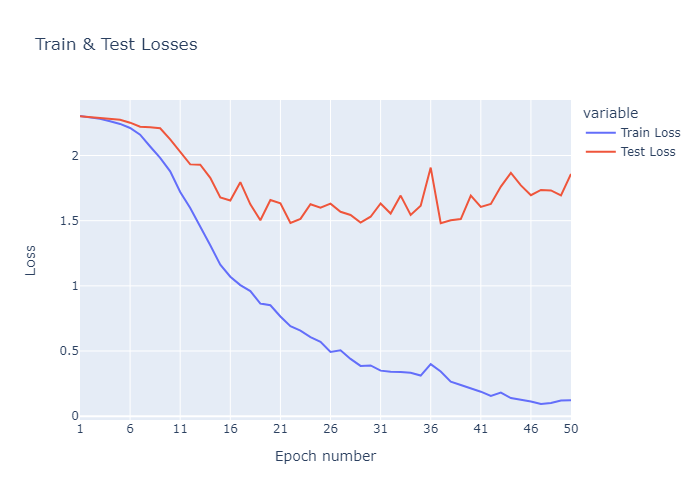 Train & Test Losses
variable
Train Loss
Test Loss
2
1.5
1
0.5
0
Loss
1 6 11 16 21 26 31 36 41 46 50
Epoch number